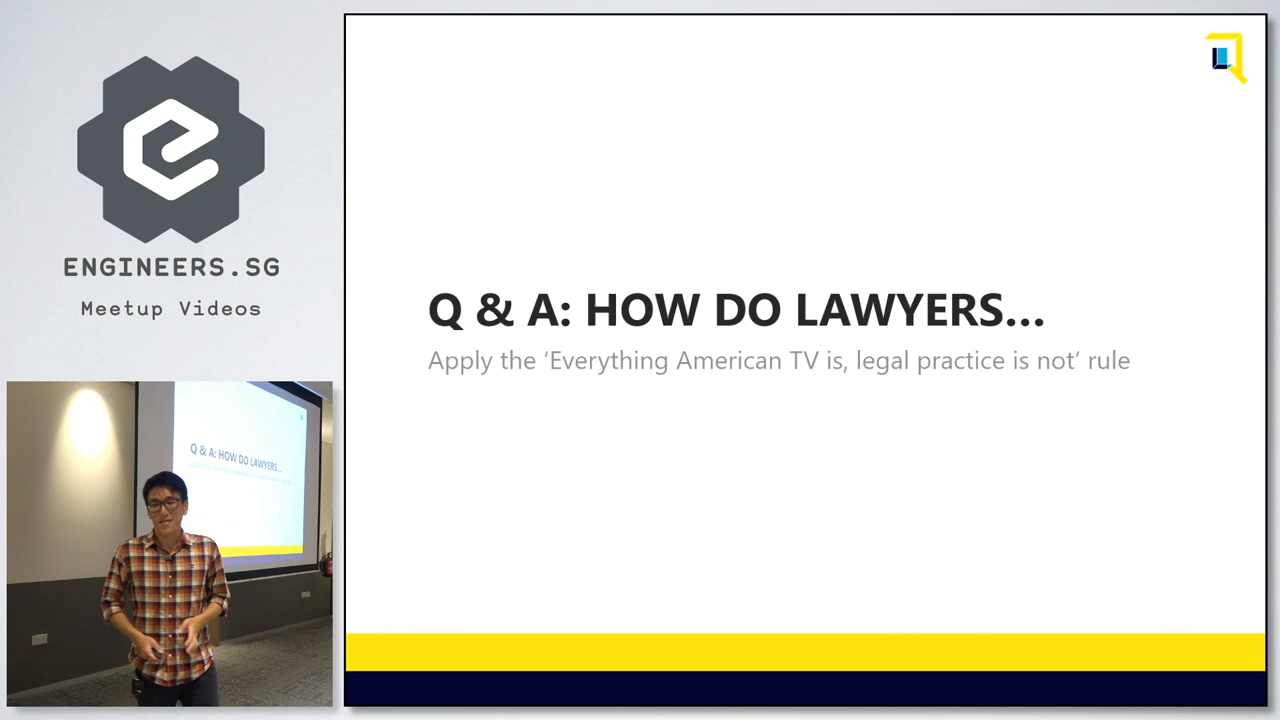 ENGINEERS.SG
Meetup Videos
Q & A: HOW DO LAWYERS...
Apply the ‘Everything American TV is, legal practice is not’ rule
Q & A: HOW DO LAWYERS...